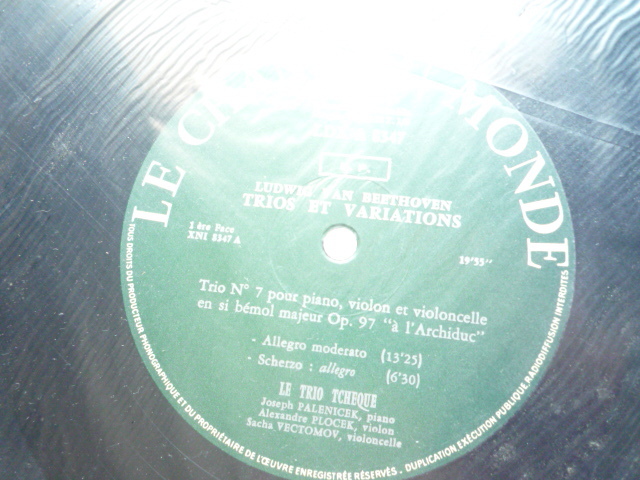 LE CHANT DU MONDE
8347
LUDWIG VAN BEETHOVEN
TRIOS ET VARIATIONS
1 ère Face
XNI 8347 A
19'55"
Trio N° 7 pour piano, violon et violoncelle
en si bémol majeur Op. 97 "à l'Archiduc"
- Allegro moderato (13'25)
- Scherzo : allegro (6'30)
LE TRIO TCHEQUE
Joseph PALENICEK, piano
Alexandre PLOCEK, violon
Sacha VECTOMOV, violoncelle
TOUS DROITS DU PRODUCTEUR PHONOGRAPHIQUE ET DU PROPRIÉTAIRE DE L'ŒUVRE ENREGISTRÉE RÉSERVÉS. DUPLICATION, EXÉCUTION PUBLIQUE RADIODIFFUSION INTERDITES